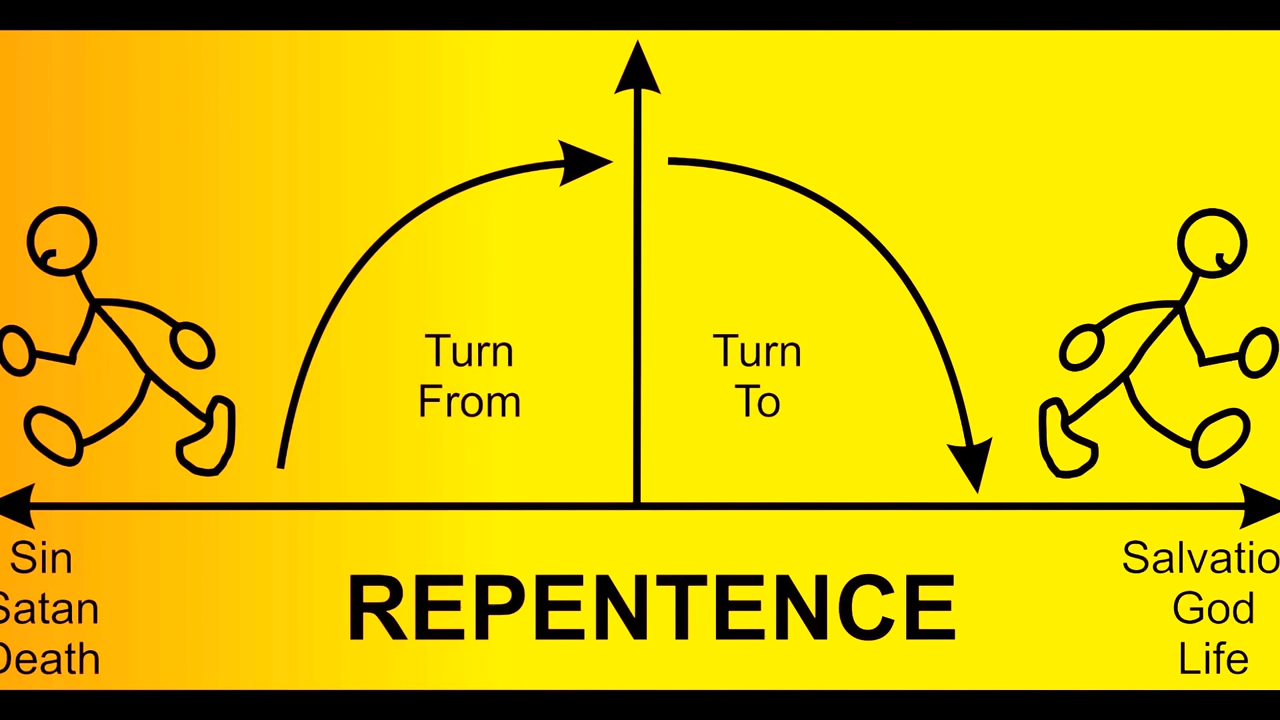 Turn
From
Turn
To
Sin
Satan
Death
REPENTENCE
Salvatio
God
Life